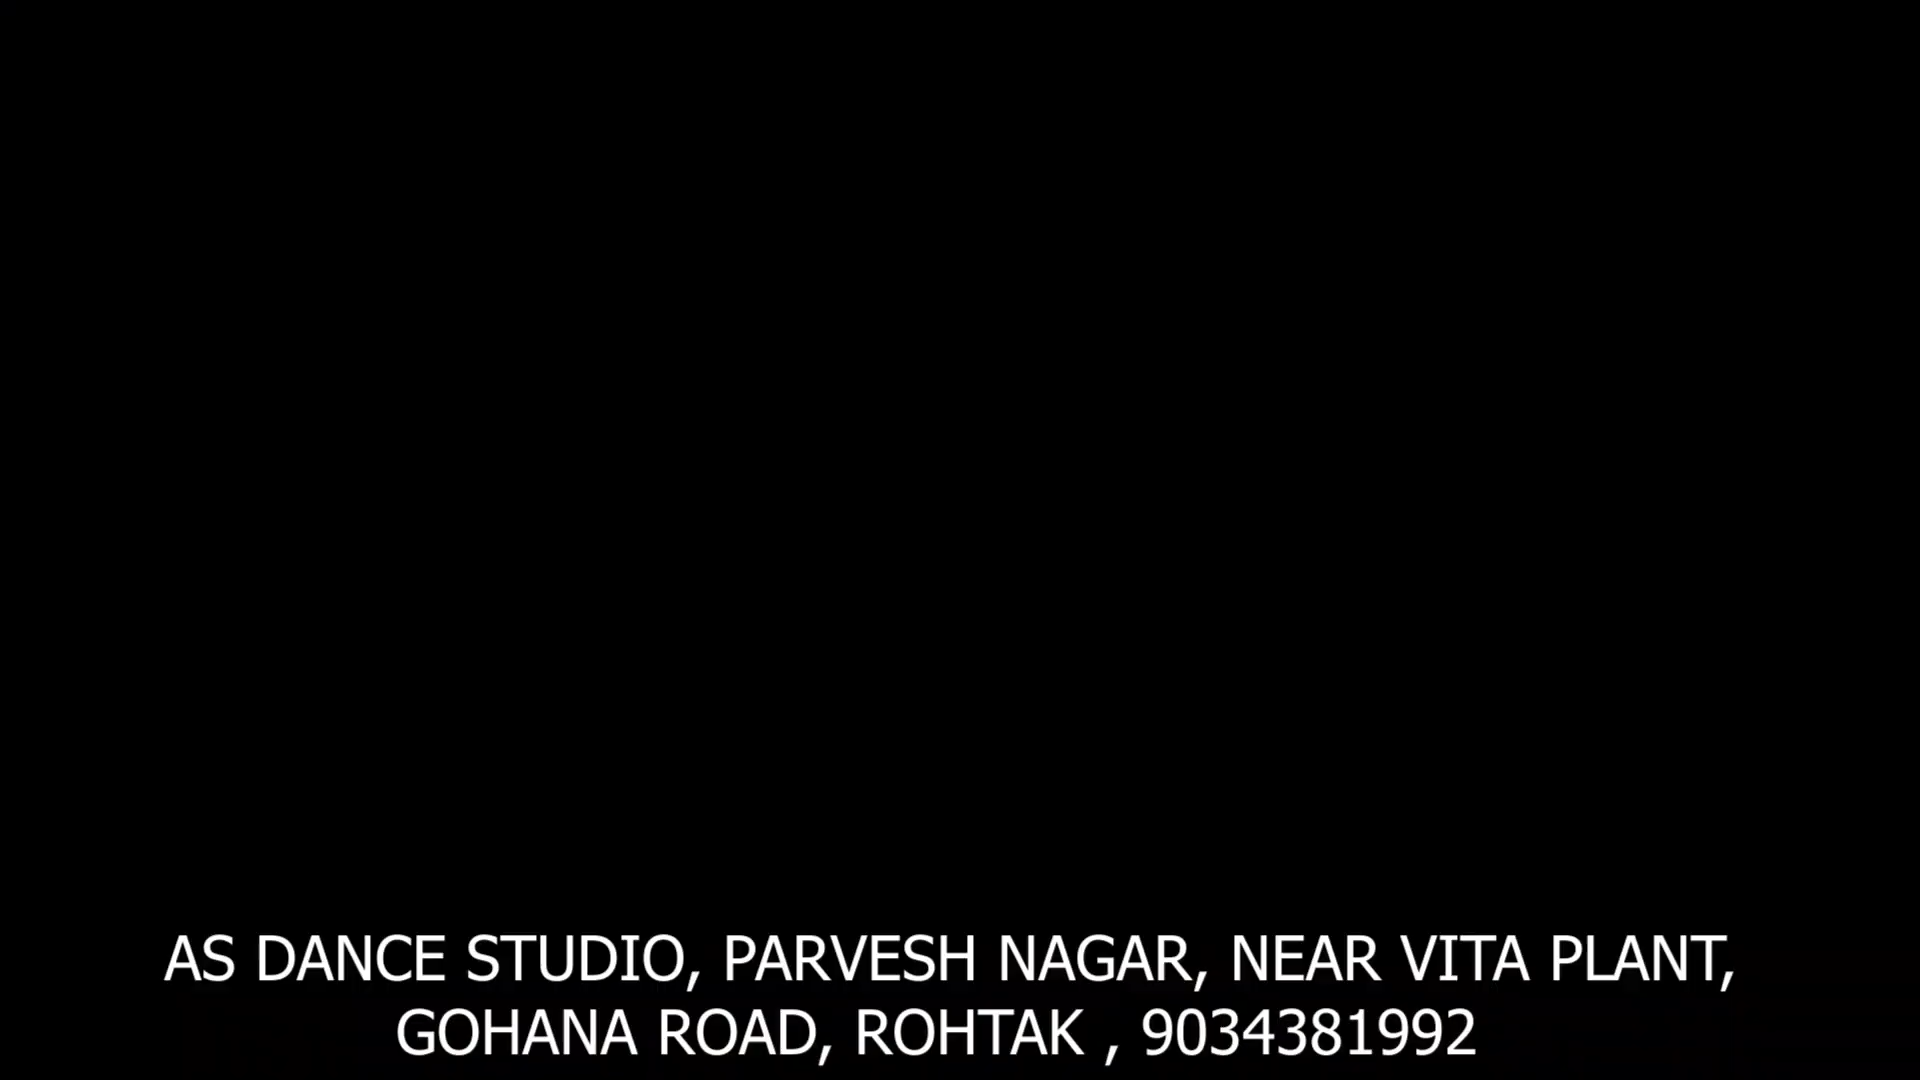 AS DANCE STUDIO, PARVESH NAGAR, NEAR VITA PLANT,
GOHANA ROAD, ROHTAK , 9034381992